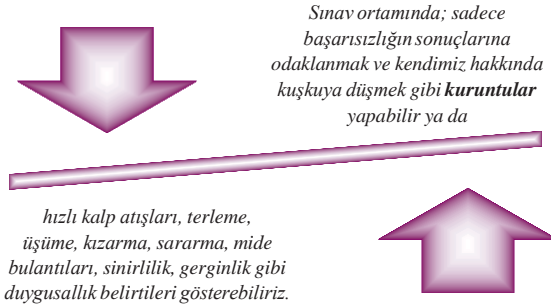 Sınav ortamında; sadece
başarısızlığın sonuçlarına
odaklanmak ve kendimiz hakkında
kuşkuya düşmek gibi kuruntular
yapabilir ya da
hızlı kalp atışları, terleme,
üşüme, kızarma, sararma, mide
bulantıları, sinirlilik, gerginlik gibi
duygusallık belirtileri gösterebiliriz.